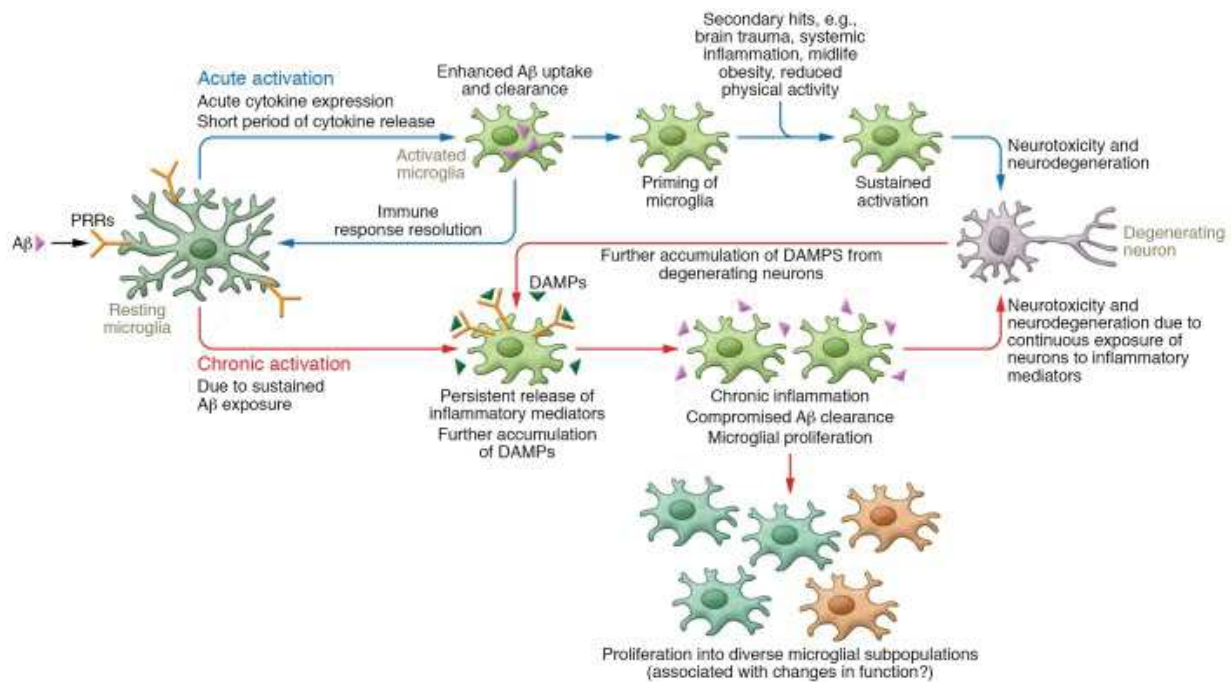 Secondary hits, e.g.,
brain trauma, systemic
inflammation, midlife
obesity, reduced
physical activity
Enhanced Aβ uptake
and clearance
Acute activation
Acute cytokine expression
Short period of cytokine release
Activated
microglia
Priming of
microglia
Sustained
activation
Neurotoxicity and
neurodegeneration
PRRs
Aβ
Immune
response resolution
Degenerating
neuron
Further accumulation of DAMPS from
degenerating neurons
DAMPs
Resting
microglia
Chronic activation
Due to sustained
Aβ exposure
Persistent release of
inflammatory mediators
Further accumulation
of DAMPs
Chronic inflammation
Compromised Aβ clearance
Microglial proliferation
Neurotoxicity and
neurodegeneration due to
continuous exposure of
neurons to inflammatory
mediators
Proliferation into diverse microglial subpopulations
(associated with changes in function?)